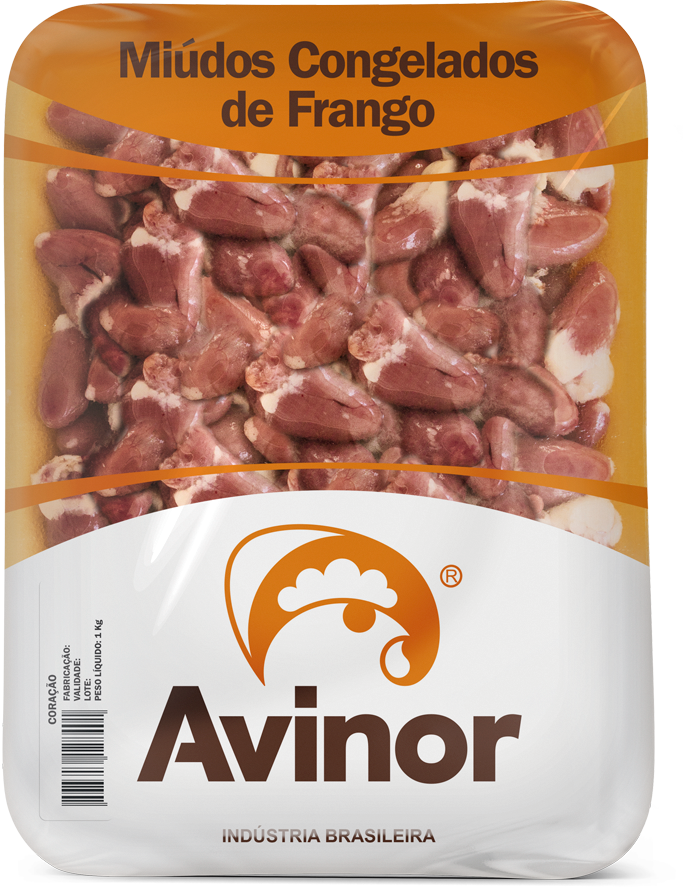 Miúdos Congelados
de Frango
®
Avinor
CORAÇÃO
FABRICAÇÃO:
VALIDADE:
LOTE:
PESO LÍQUIDO: 1 Kg
INDÚSTRIA BRASILEIRA